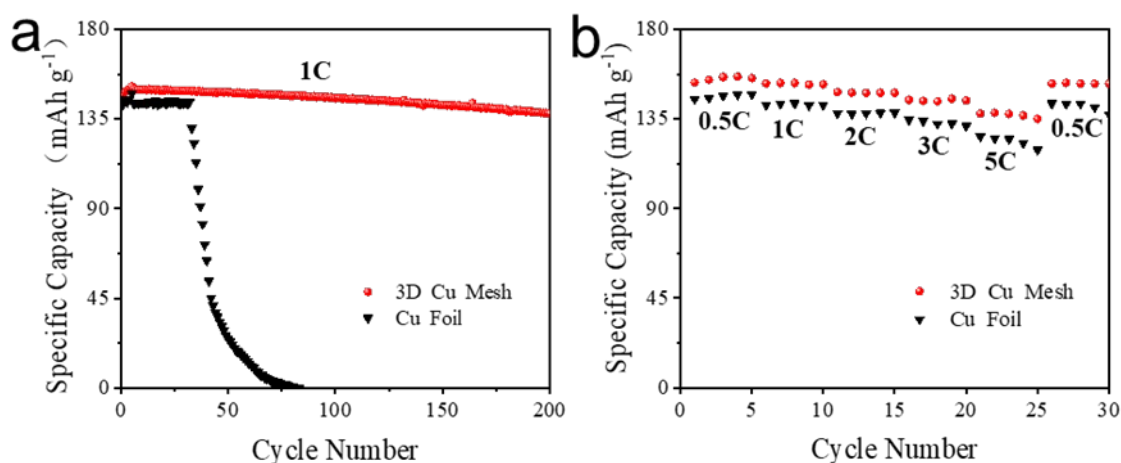 a
Specific Capacity （mAh g-1）
180
135
90
45
0
1C
3D Cu Mesh
Cu Foil
0
50
100
150
200
Cycle Number
b
Specific Capacity (mAh g-1)
180
135
90
45
0
0.5C
1C
2C
3C
5C
0.5C
3D Cu Mesh
Cu Foil
0
5
10
15
20
25
30
Cycle Number